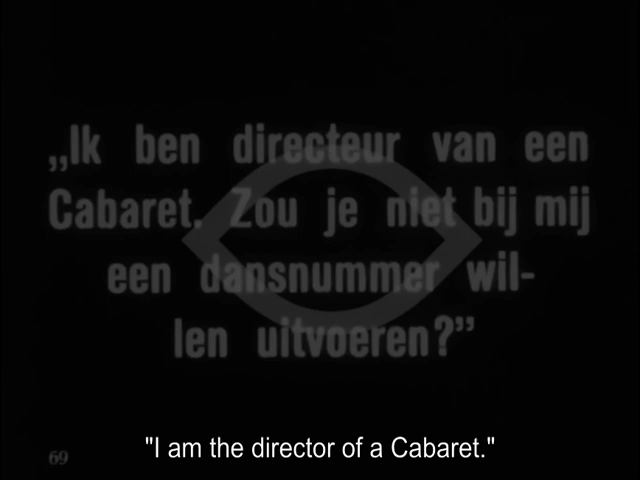 „Ik ben directeur van een
Cabaret. Zou je niet bij mij
een dansnummer wil-
len uitvoeren?”
69
"I am the director of a Cabaret."